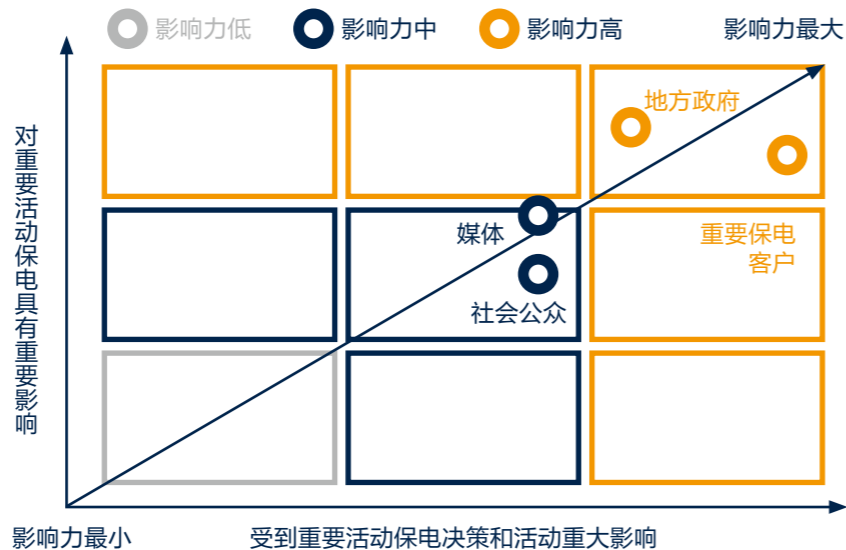 影响力低
影响力中
影响力高
影响力最大
对重要活动保电具有重要影响
地方政府
媒体
重要保电
客户
社会公众
影响力最小
受到重要活动保电决策和活动重大影响